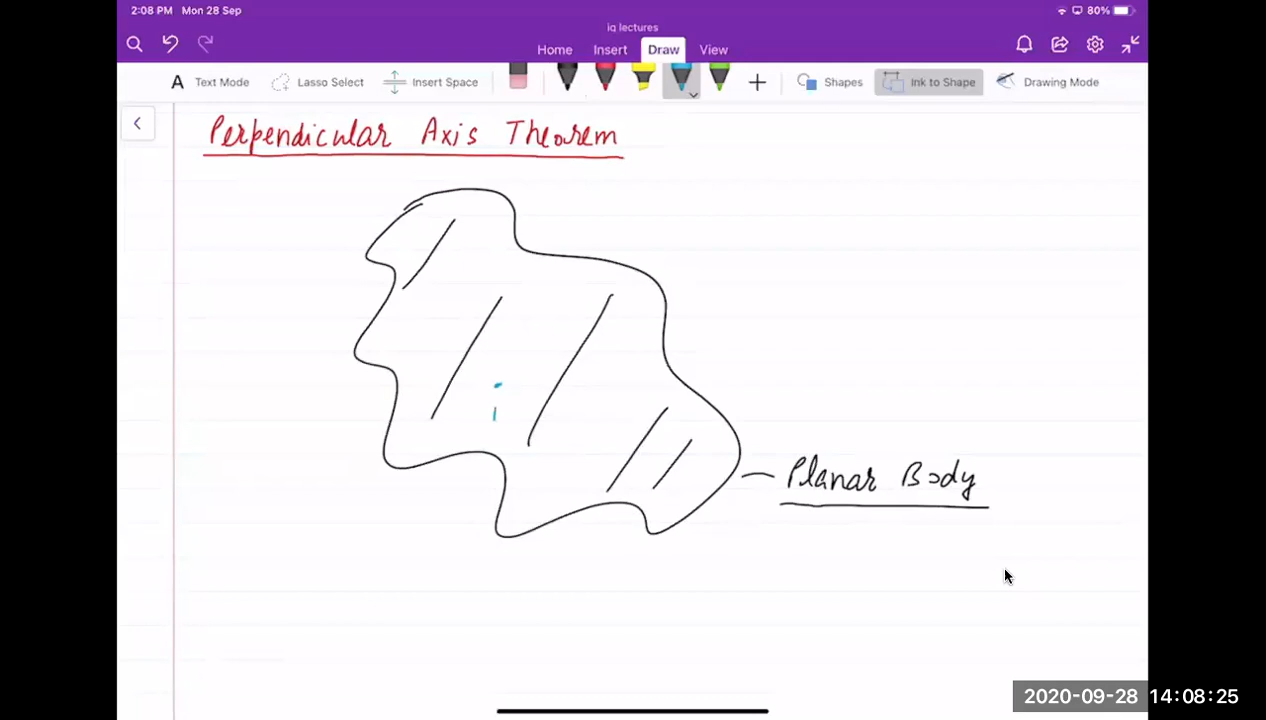 2:08 PM Mon 28 Sep
80%
iq lectures
Home Insert Draw View
Text Mode Lasso Select Insert Space Shapes Ink to Shape Drawing Mode
Perpendicular Axis Theorem
Planar Body
2020-09-28 14:08:25